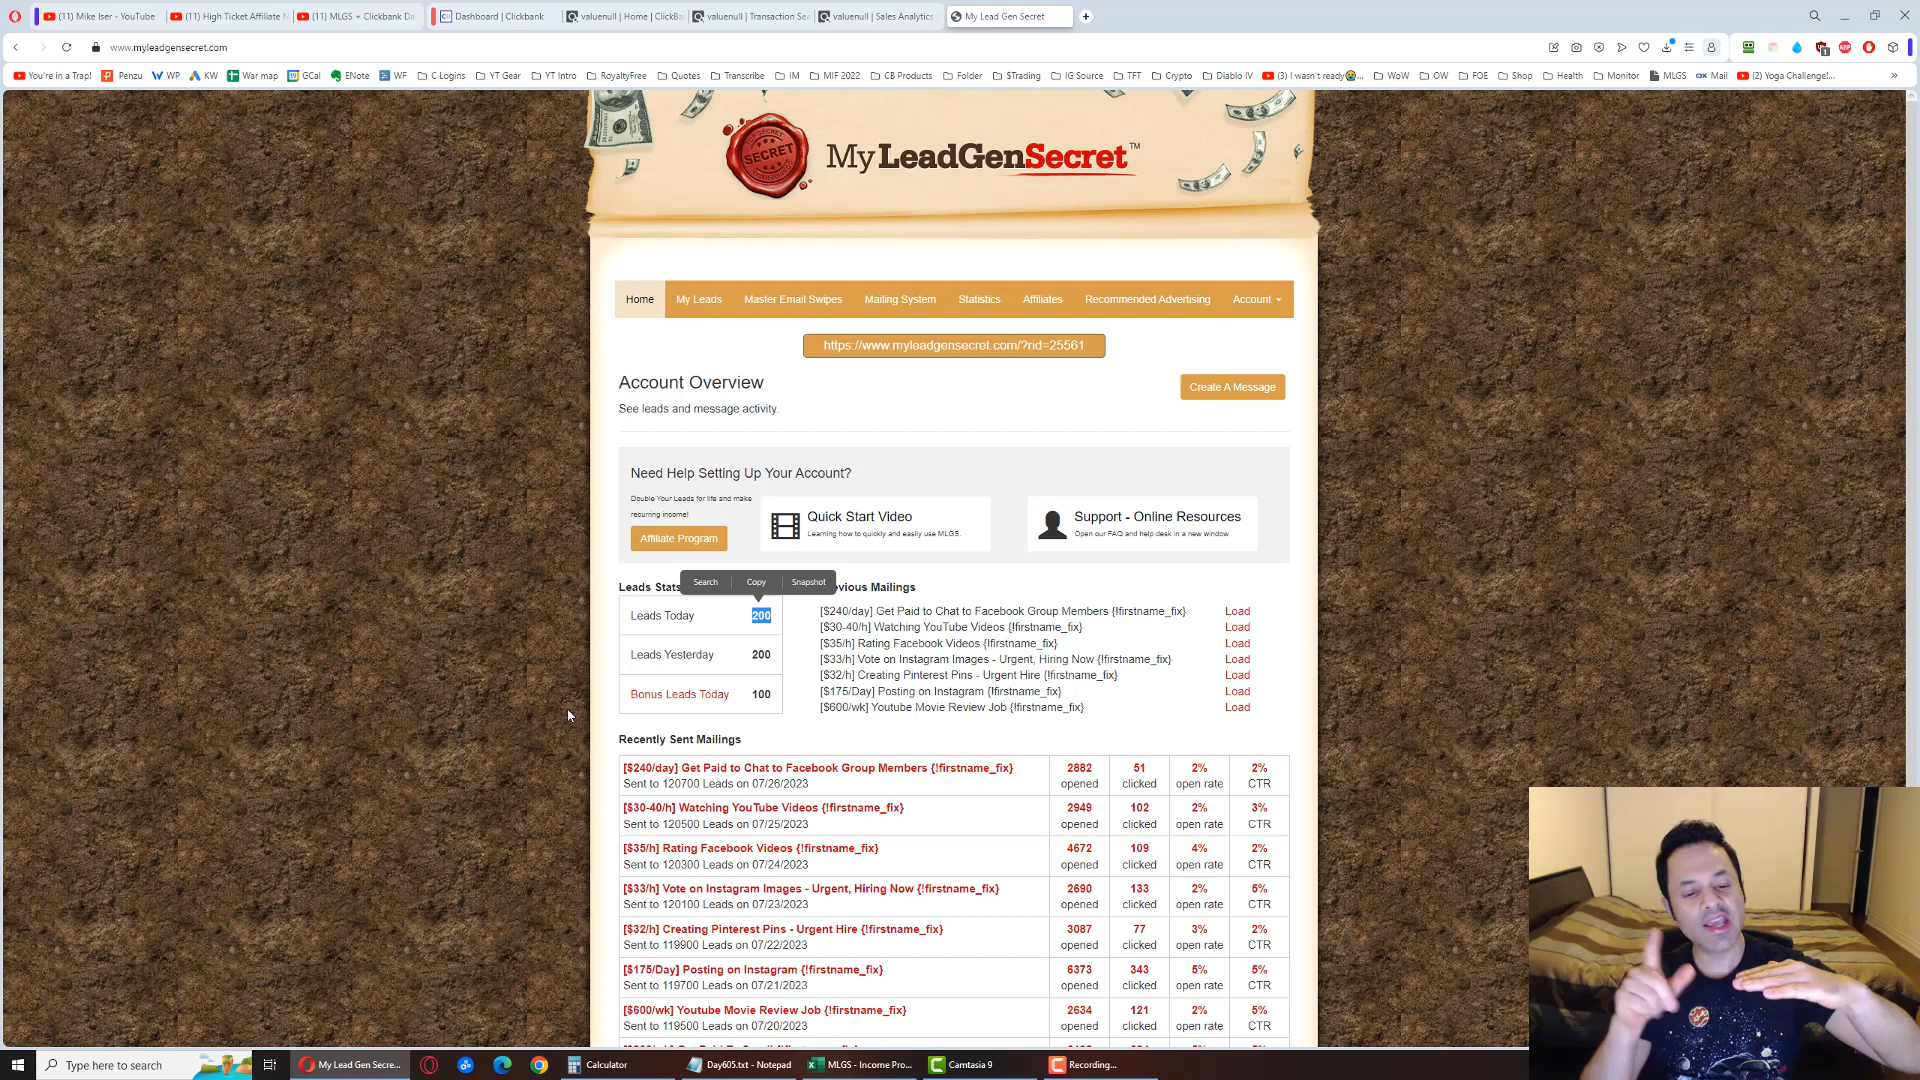 (11) Mike Iser - YouTube
(11) High Ticket Affiliate M
(11) MLGS + Clickbank Da
Dashboard | Clickbank
valuenull | Home | ClickBa
valuenull | Transaction Sea
valuenull | Sales Analytics
My Lead Gen Secret
www.myleadgensecret.com
You're in a Trap!
Penzu
WP
KW
War map
GCal
ENote
WF
C Logins
YT Gear
YT Intro
RoyaltyFree
Quotes
Transcribe
IM
MIF 2022
CB Products
Folder
$Trading
IG Source
TFT
Crypto
Diablo IV
(3) I wasn't ready😭...
WoW
OW
FOE
Shop
Health
Monitor
MLGS
Mail
(2) Yoga Challenge!...
SECRET
My LeadGenSecret™
Home
My Leads
Master Email Swipes
Mailing System
Statistics
Affiliates
Recommended Advertising
Account
https://www.myleadgensecret.com/?rid=25561
Account Overview
Create A Message
See leads and message activity.
Need Help Setting Up Your Account?
Double Your Leads for life and make
recurring income!
Affiliate Program
Quick Start Video
Learning how to quickly and easily use MLGS.
Support - Online Resources
Open our FAQ and help desk in a new window
Search Copy Snapshot
Leads Stats
vious Mailings
Leads Today 200
Leads Yesterday 200
Bonus Leads Today 100
[$240/day] Get Paid to Chat to Facebook Group Members {!firstname_fix} Load
[$30-40/h] Watching YouTube Videos {!firstname_fix} Load
[$35/h] Rating Facebook Videos {!firstname_fix} Load
[$33/h] Vote on Instagram Images - Urgent, Hiring Now {!firstname_fix} Load
[$32/h] Creating Pinterest Pins - Urgent Hire {!firstname_fix} Load
[$175/Day] Posting on Instagram {!firstname_fix} Load
[$600/wk] Youtube Movie Review Job {!firstname_fix} Load
Recently Sent Mailings
[$240/day] Get Paid to Chat to Facebook Group Members {!firstname_fix} 2882 51 2% 2%
Sent to 120700 Leads on 07/26/2023 opened clicked open rate CTR
[$30-40/h] Watching YouTube Videos {!firstname_fix} 2949 102 2% 3%
Sent to 120500 Leads on 07/25/2023 opened clicked open rate CTR
[$35/h] Rating Facebook Videos {!firstname_fix} 4672 109 4% 2%
Sent to 120300 Leads on 07/24/2023 opened clicked open rate CTR
[$33/h] Vote on Instagram Images - Urgent, Hiring Now {!firstname_fix} 2690 133 2% 5%
Sent to 120100 Leads on 07/23/2023 opened clicked open rate CTR
[$32/h] Creating Pinterest Pins - Urgent Hire {!firstname_fix} 3087 77 3% 2%
Sent to 119900 Leads on 07/22/2023 opened clicked open rate CTR
[$175/Day] Posting on Instagram {!firstname_fix} 6373 343 5% 5%
Sent to 119700 Leads on 07/21/2023 opened clicked open rate CTR
[$600/wk] Youtube Movie Review Job {!firstname_fix} 2634 121 2% 5%
Sent to 119500 Leads on 07/20/2023 opened clicked open rate CTR
Type here to search
My Lead Gen Secre...
Calculator
Day605.txt - Notepad
MLGS - Income Pro...
Camtasia 9
Recording...